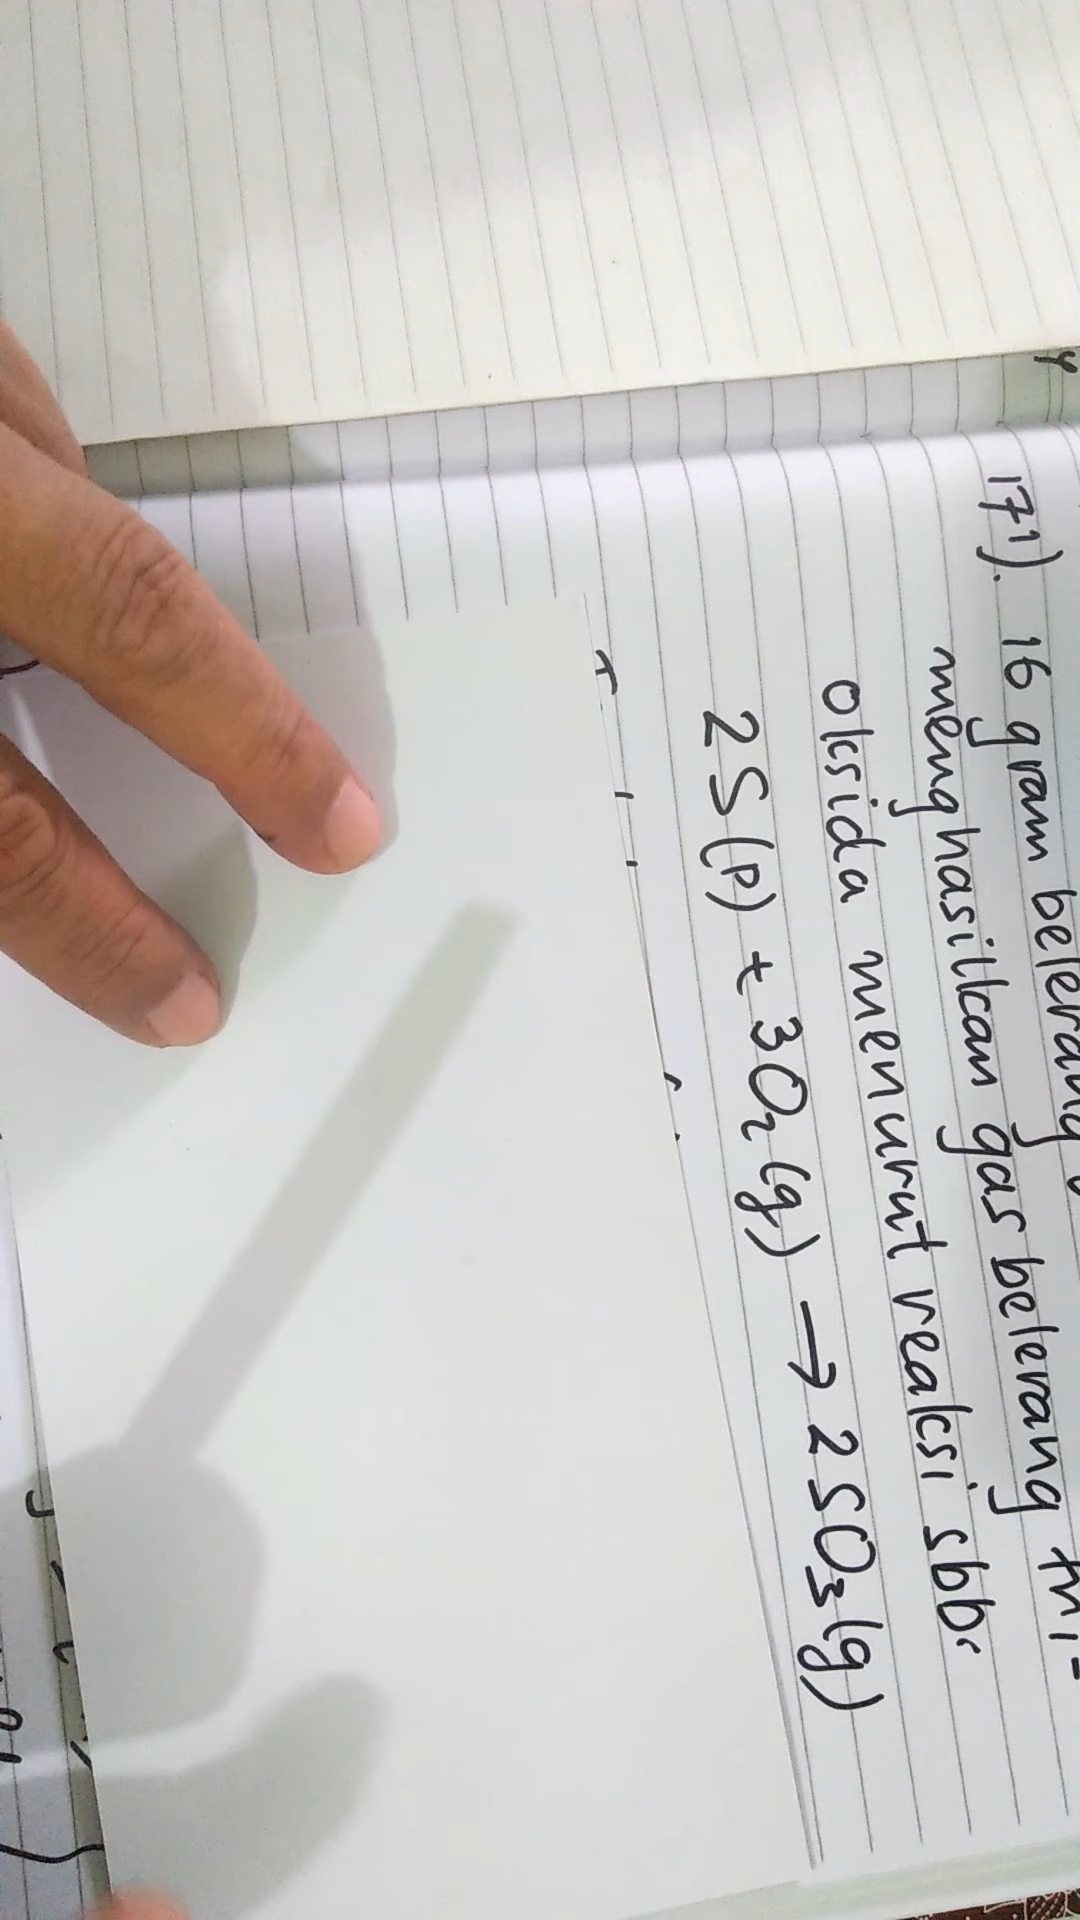 17). 16 gram belerang
menghasilkan gas belerang tri-
oksida menurut reaksi sbb:
2S(p) + 3O₂(g) → 2SO₃(g)